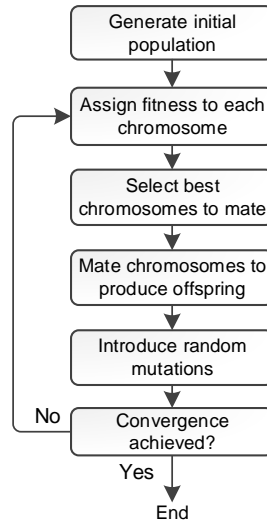 Generate initial
population
Assign fitness to each
chromosome
Select best
chromosomes to mate
Mate chromosomes to
produce offspring
Introduce random
mutations
No
Convergence
achieved?
Yes
End